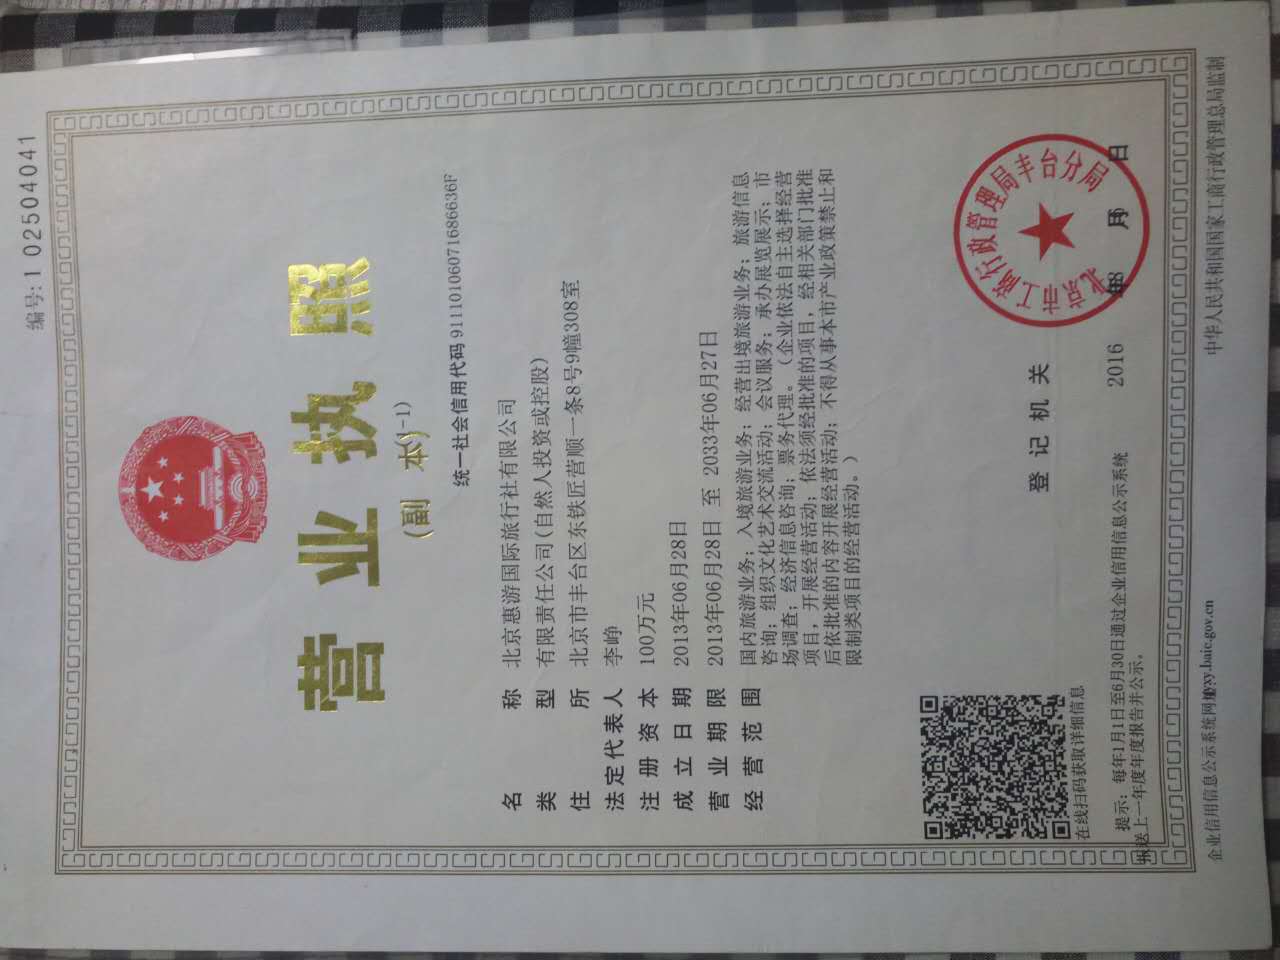 编号:1 02504041
营业执照
(副 本)(-1)
统一社会信用代码 91110106071686636F
名称 北京惠游国际旅行社有限公司
类型 有限责任公司(自然人投资或控股)
住所 北京市丰台区东铁匠营顺一条8号9幢308室
法定代表人 李峥
注册资本 100万元
成立日期 2013年06月28日
营业期限 2013年06月28日 至 2033年06月27日
经营范围 国内旅游业务;入境旅游业务;经营出境旅游业务;旅游信息
咨询;组织文化艺术交流活动;会议服务;承办展览展示;市
场调查;经济信息咨询;票务代理。(企业依法自主选择经营
项目,开展经营活动;依法须经批准的项目,经相关部门批准
后依批准的内容开展经营活动;不得从事本市产业政策禁止和
限制类项目的经营活动。)
在线扫码获取详细信息
登记机关
北京市工商行政管理局丰台分局
2016年 8月 日
提示:每年1月1日至6月30日通过企业信用信息公示系统
报送上一年度年度报告并公示。
企业信用信息公示系统网址: .baic.gov.cn
中华人民共和国国家工商行政管理总局监制